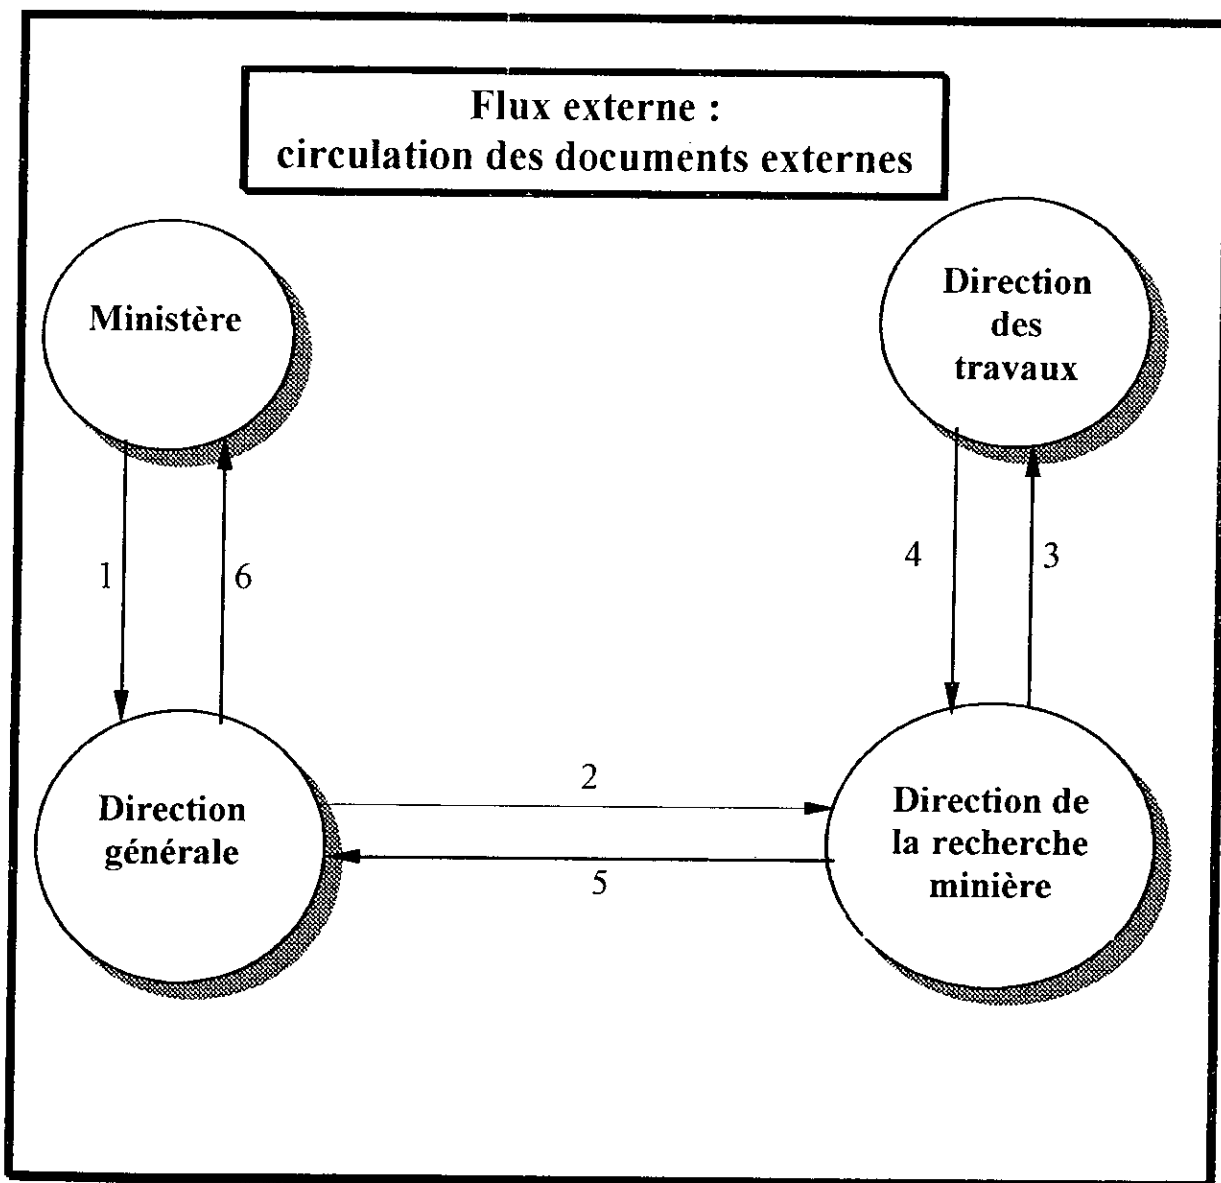 Flux externe :
circulation des documents externes
Ministère
Direction
des
travaux
1
6
4
3
Direction
générale
2
5
Direction de
la recherche
minière